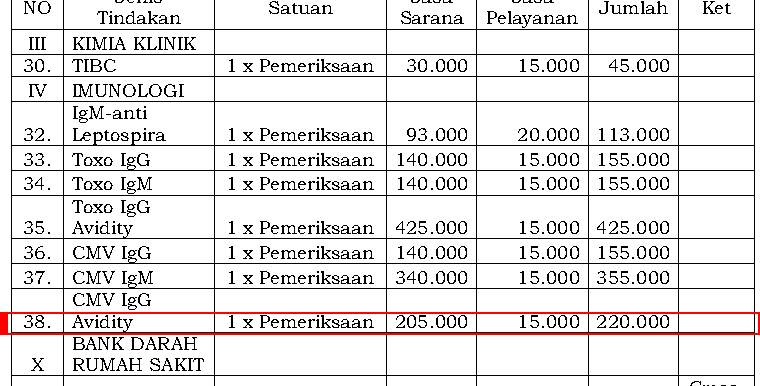 NO Tindakan Satuan Sarana Pelayanan Jumlah Ket
III KIMIA KLINIK
30. TIBC 1 x Pemeriksaan 30.000 15.000 45.000
IV IMUNOLOGI
IgM-anti
32. Leptospira 1 x Pemeriksaan 93.000 20.000 113.000
33. Toxo IgG 1 x Pemeriksaan 140.000 15.000 155.000
34. Toxo IgM 1 x Pemeriksaan 140.000 15.000 155.000
Toxo IgG
35. Avidity 1 x Pemeriksaan 425.000 15.000 425.000
36. CMV IgG 1 x Pemeriksaan 140.000 15.000 155.000
37. CMV IgM 1 x Pemeriksaan 340.000 15.000 355.000
CMV IgG
38. Avidity 1 x Pemeriksaan 205.000 15.000 220.000
BANK DARAH
X RUMAH SAKIT